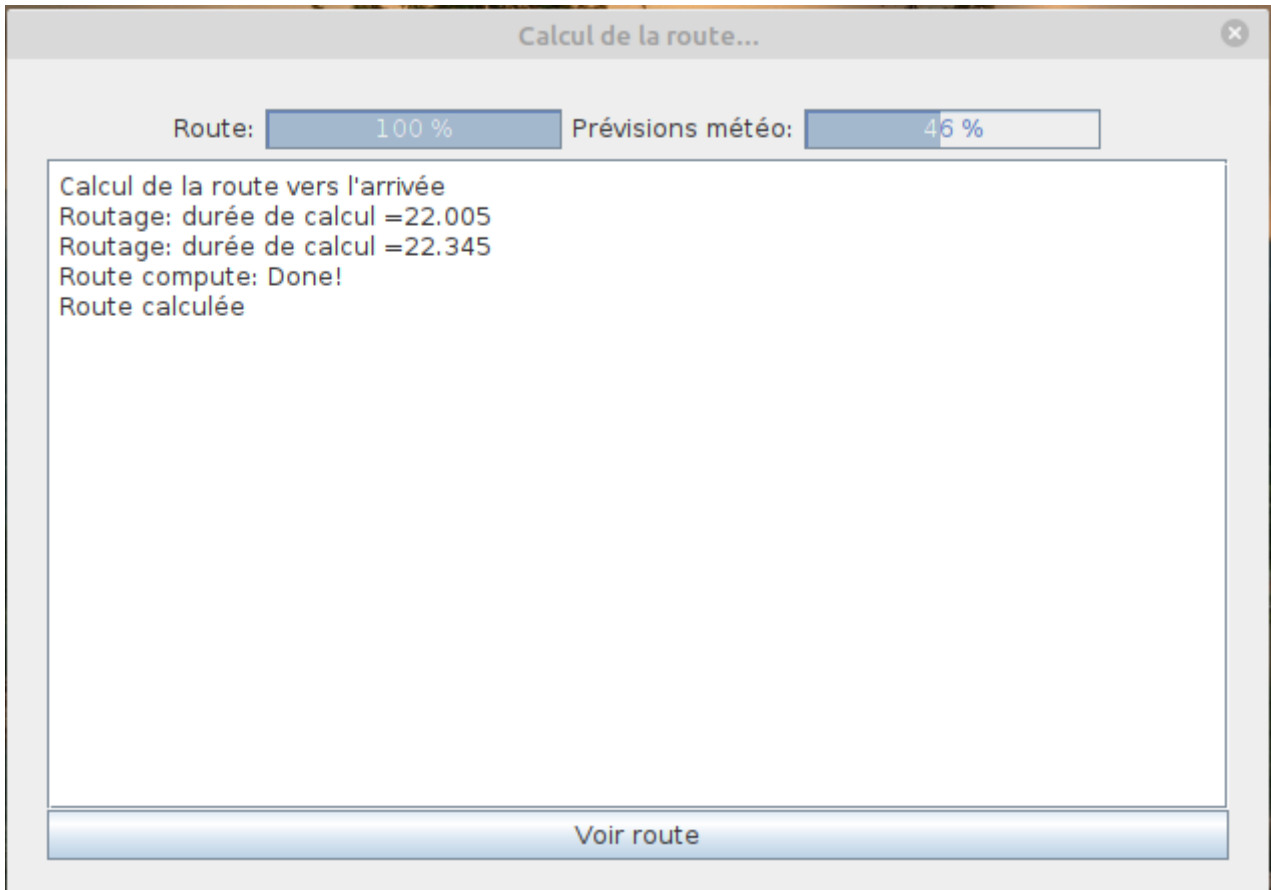 Calcul de la route...
Route: 100 % Prévisions météo: 46 %
Calcul de la route vers l'arrivée
Routage: durée de calcul =22.005
Routage: durée de calcul =22.345
Route compute: Done!
Route calculée
Voir route